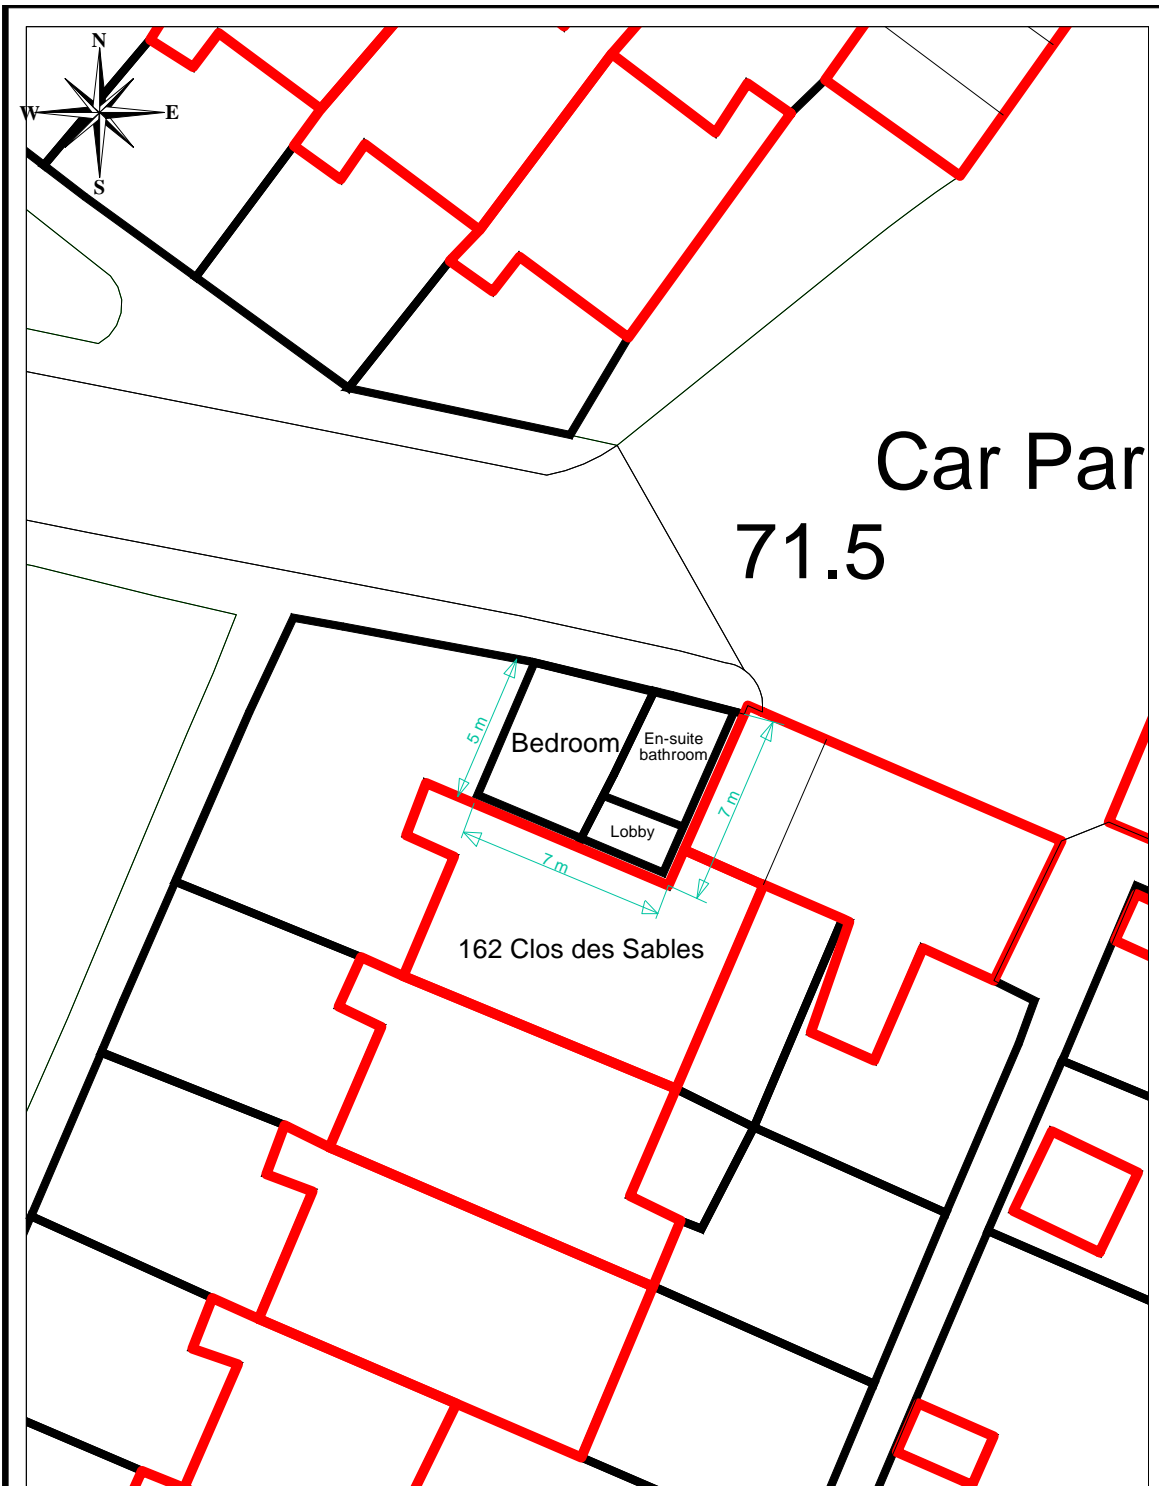 N
W E
S
Car Par
71.5
5 m
Bedroom
En-suite
bathroom
7 m
Lobby
7 m
162 Clos des Sables